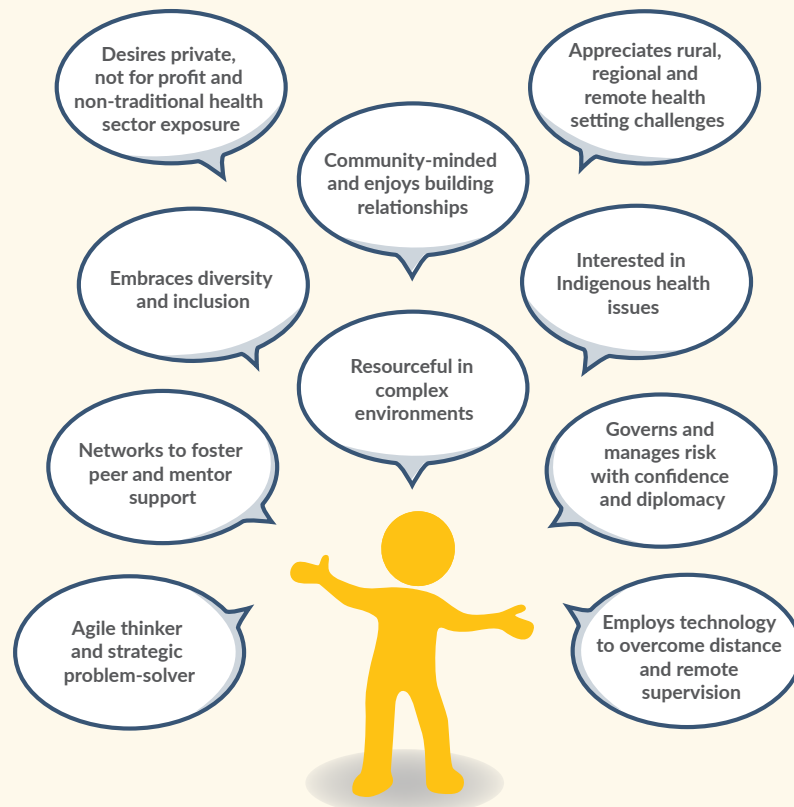 Desires private,
not for profit and
non-traditional health
sector exposure
Appreciates rural,
regional and
remote health
setting challenges
Community-minded
and enjoys building
relationships
Embraces diversity
and inclusion
Interested in
Indigenous health
issues
Resourceful in
complex
environments
Networks to foster
peer and mentor
support
Governs and
manages risk
with confidence
and diplomacy
Agile thinker
and strategic
problem-solver
Employs technology
to overcome distance
and remote
supervision